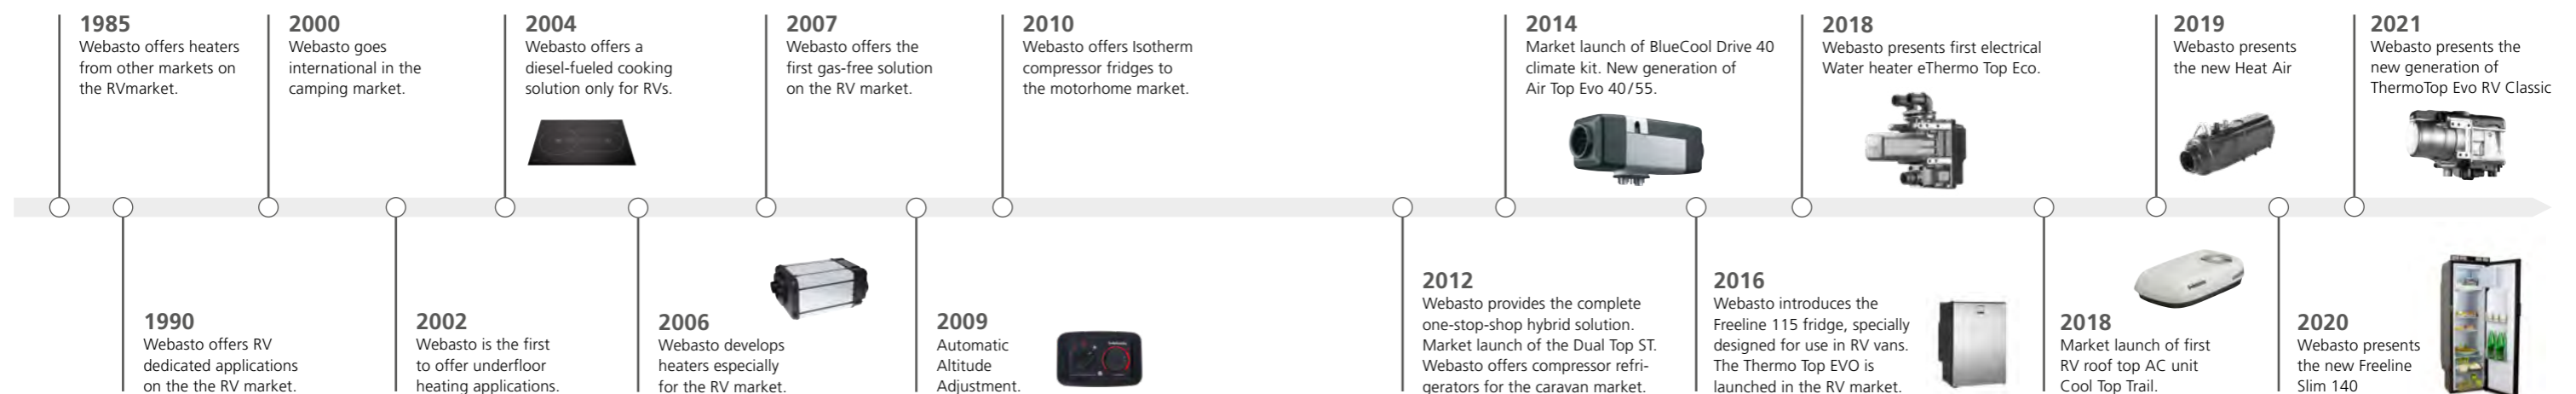 1985
Webasto offers heaters
from other markets on
the RVmarket.
1990
Webasto offers RV
dedicated applications
on the the RV market.
2000
Webasto goes
international in the
camping market.
2002
Webasto is the first
to offer underfloor
heating applications.
2004
Webasto offers a
diesel-fueled cooking
solution only for RVs.
2006
Webasto develops
heaters especially
for the RV market.
2007
Webasto offers the
first gas-free solution
on the RV market.
2009
Automatic
Altitude
Adjustment.
2010
Webasto offers Isotherm
compressor fridges to
the motorhome market.
2012
Webasto provides the complete
one-stop-shop hybrid solution.
Market launch of the Dual Top ST.
Webasto offers compressor refri-
gerators for the caravan market.
2014
Market launch of BlueCool Drive 40
climate kit. New generation of
Air Top Evo 40/55.
2016
Webasto introduces the
Freeline 115 fridge, specially
designed for use in RV vans.
The Thermo Top EVO is
launched in the RV market.
2018
Webasto presents first electrical
Water heater eThermo Top Eco.
2018
Market launch of first
RV roof top AC unit
Cool Top Trail.
2019
Webasto presents
the new Heat Air
2020
Webasto presents
the new Freeline
Slim 140
2021
Webasto presents the
new generation of
ThermoTop Evo RV Classic